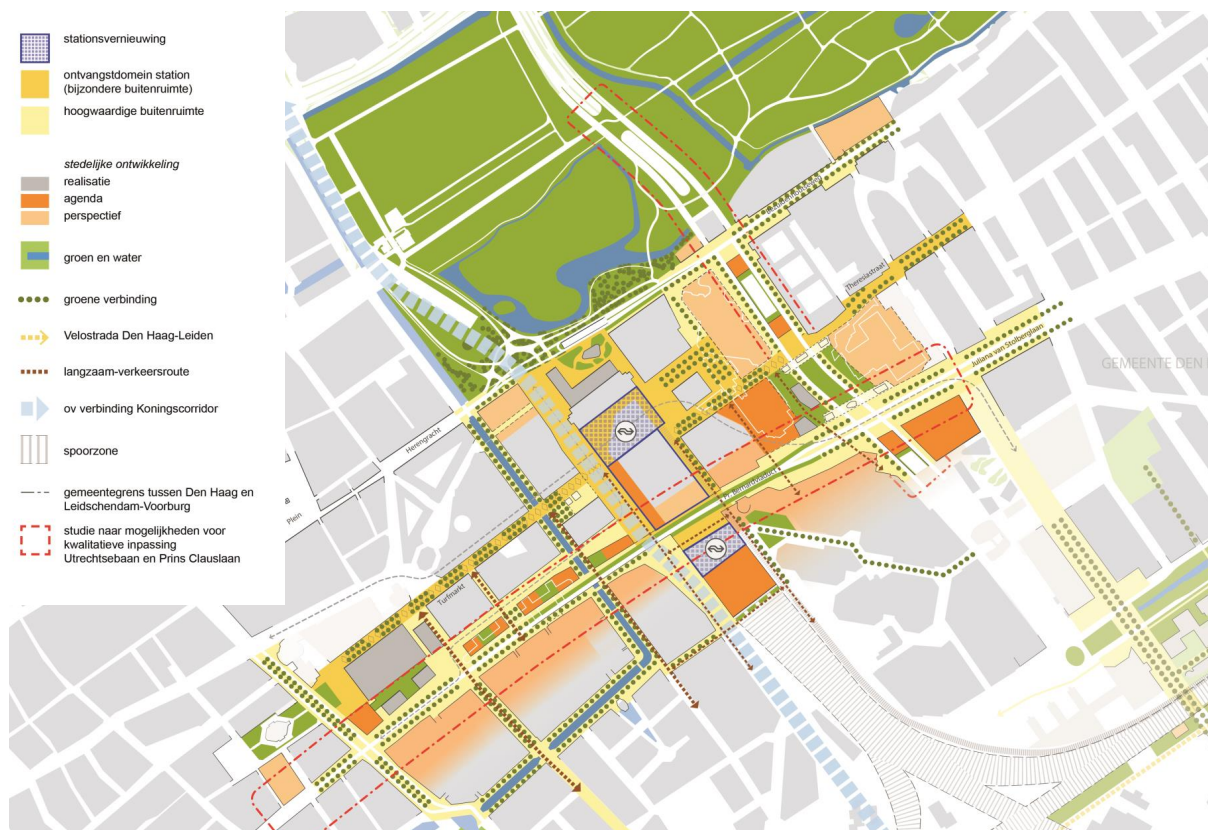 stationsvernieuwing
ontvangstdomein station
(bijzondere buitenruimte)
hoogwaardige buitenruimte
stedelijke ontwikkeling
realisatie
agenda
perspectief
groen en water
groene verbinding
Velostrada Den Haag-Leiden
langzaam-verkeersroute
ov verbinding Koningscorridor
spoorzone
gemeentegrens tussen Den Haag en
Leidschendam-Voorburg
studie naar mogelijkheden voor
kwalitatieve inpassing
Utrechtsebaan en Prins Clauslaan
Theresiastraat
Juliana van Stolberglaan
GEMEENTE DEN
Herengracht
Plein
Turfmarkt